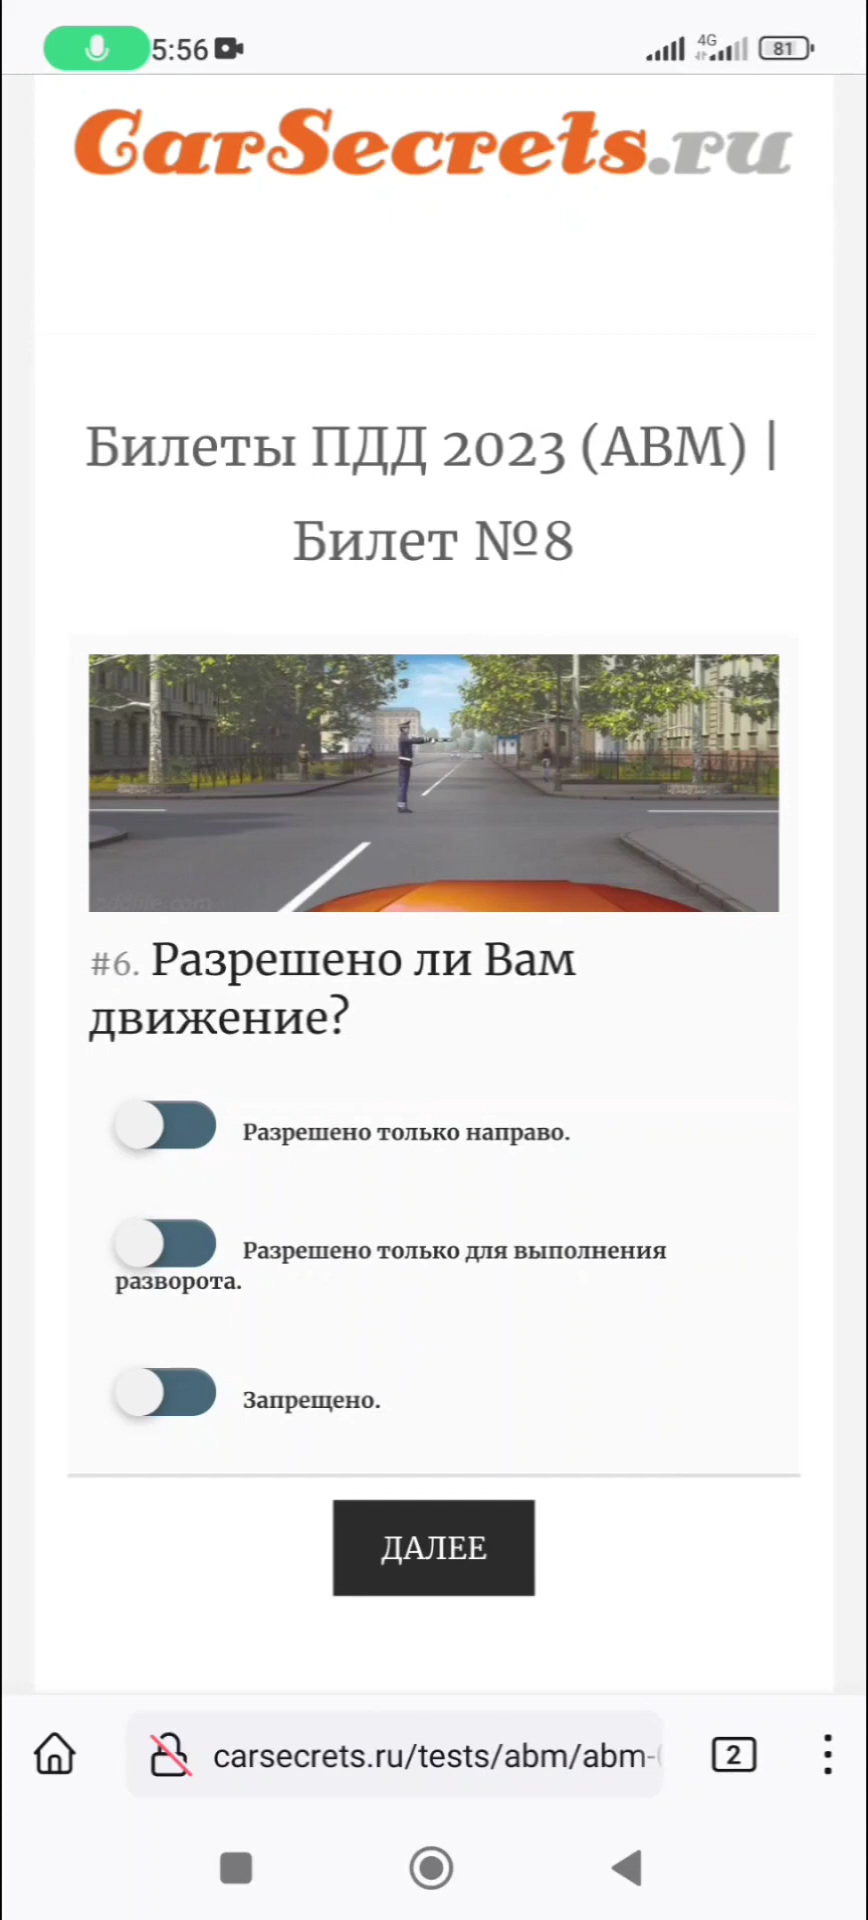 5:56
4G
81
CarSecrets.ru
Билеты ПДД 2023 (АВМ) |
Билет №8
#6. Разрешено ли Вам
движение?
Разрешено только направо.
Разрешено только для выполнения
разворота.
Запрещено.
ДАЛЕЕ
carsecrets.ru/tests/abm/abm-
2